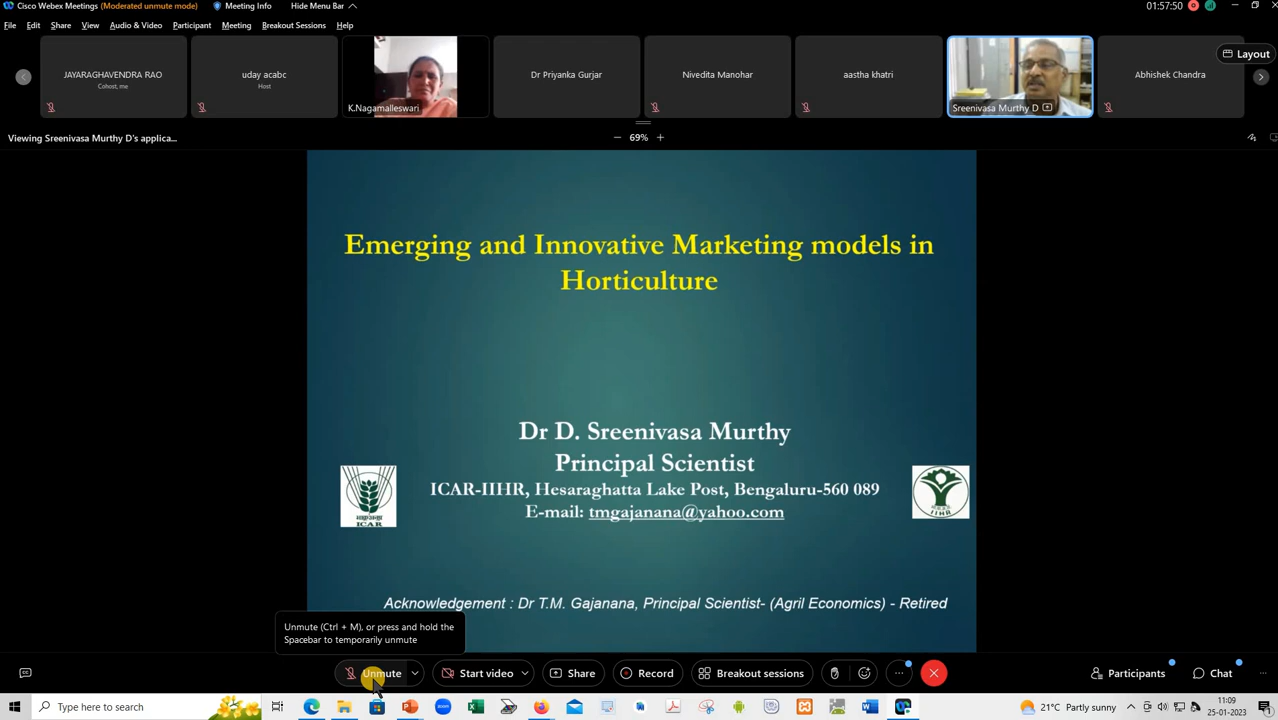 Cisco Webex Meetings (Moderated unmute mode) Meeting Info Hide Menu Bar 01:57:50
File Edit Share View Audio & Video Participant Meeting Breakout Sessions Help
JAYARAGHAVENDRA RAO
Cohost, me
uday acabc
Host
K.Nagamalleswari
Dr Priyanka Gurjar
Nivedita Manohar
aastha khatri
Sreenivasa Murthy D
Abhishek Chandra
Layout
Viewing Sreenivasa Murthy D's applica...
69%
Emerging and Innovative Marketing models in
Horticulture
Dr D. Sreenivasa Murthy
Principal Scientist
ICAR-IIHR, Hesaraghatta Lake Post, Bengaluru-560 089
E-mail: tmgajanana@yahoo.com
ICAR
IIHR
Acknowledgement : Dr T.M. Gajanana, Principal Scientist- (Agril Economics) - Retired
Unmute (Ctrl + M), or press and hold the
Spacebar to temporarily unmute
Unmute Start video Share Record Breakout sessions Participants Chat
Type here to search
zoom
21°C Partly sunny
11:09
25-01-2023